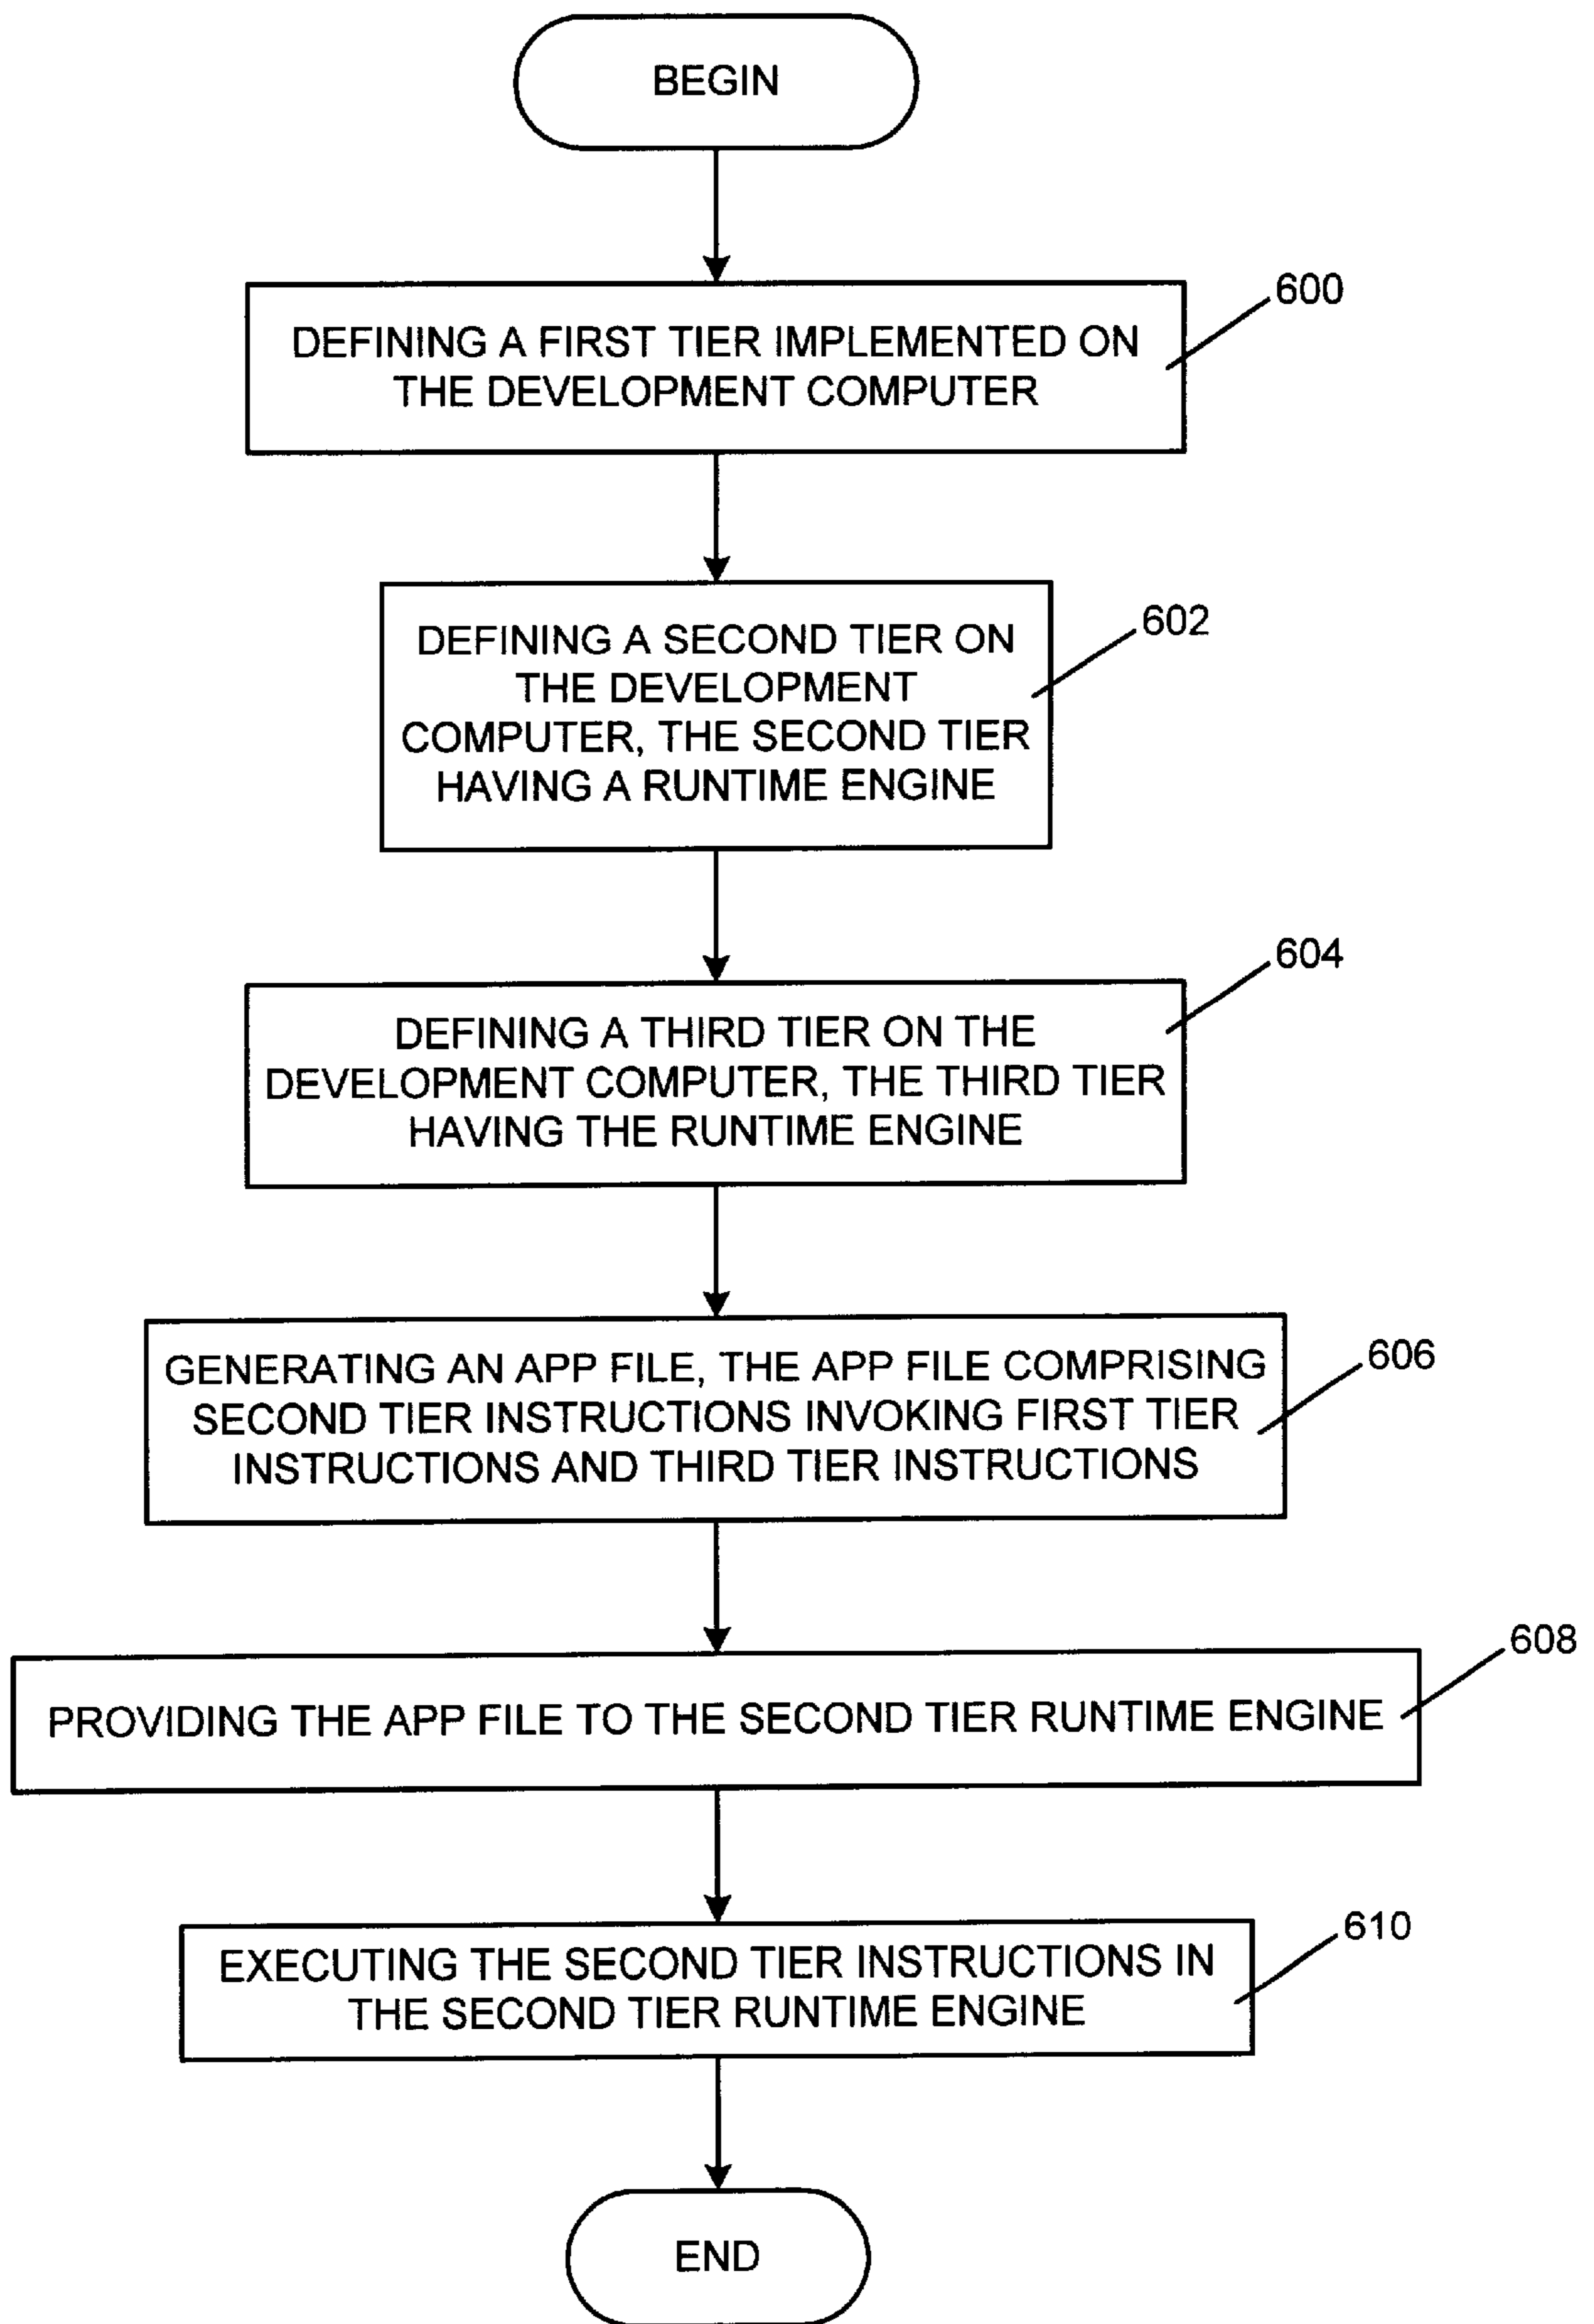 BEGIN
600
DEFINING A FIRST TIER IMPLEMENTED ON
THE DEVELOPMENT COMPUTER
602
DEFINING A SECOND TIER ON
THE DEVELOPMENT
COMPUTER, THE SECOND TIER
HAVING A RUNTIME ENGINE
604
DEFINING A THIRD TIER ON THE
DEVELOPMENT COMPUTER, THE THIRD TIER
HAVING THE RUNTIME ENGINE
606
GENERATING AN APP FILE, THE APP FILE COMPRISING
SECOND TIER INSTRUCTIONS INVOKING FIRST TIER
INSTRUCTIONS AND THIRD TIER INSTRUCTIONS
608
PROVIDING THE APP FILE TO THE SECOND TIER RUNTIME ENGINE
610
EXECUTING THE SECOND TIER INSTRUCTIONS IN
THE SECOND TIER RUNTIME ENGINE
END